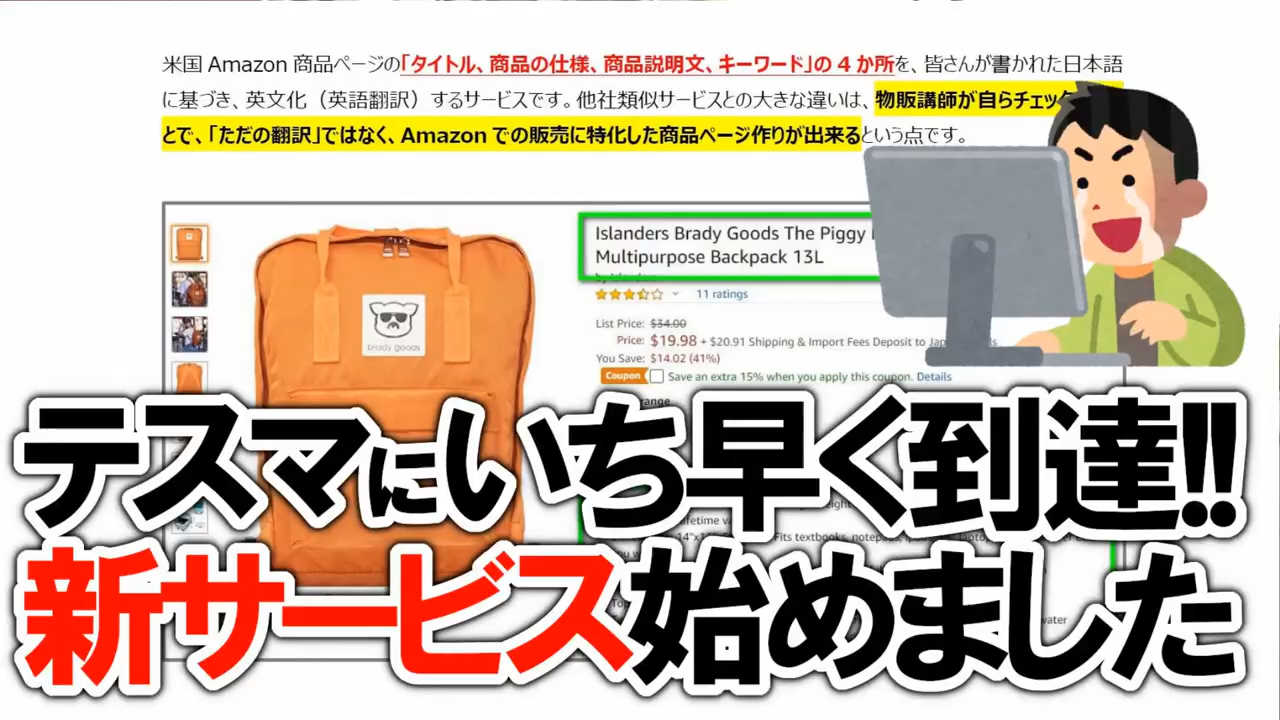 米国 Amazon 商品ページの「タイトル、商品の仕様、商品説明文、キーワード」の 4 か所を、皆さんが書かれた日本語
に基づき、英文化（英語翻訳）するサービスです。他社類似サービスとの大きな違いは、物販講師が自らチェック
とで、「ただの翻訳」ではなく、Amazon での販売に特化した商品ページ作りが出来るという点です。
Islanders Brady Goods The Piggy
Multipurpose Backpack 13L
11 ratings
List Price: $34.00
Price: $19.98 + $20.91 Shipping & Import Fees Deposit to
You Save: $14.02 (41%)
Coupon Save an extra 15% when you apply this coupon. Details
brady goods
テスマにいち早く到達!!
Fits textbooks,
新サービス始めました